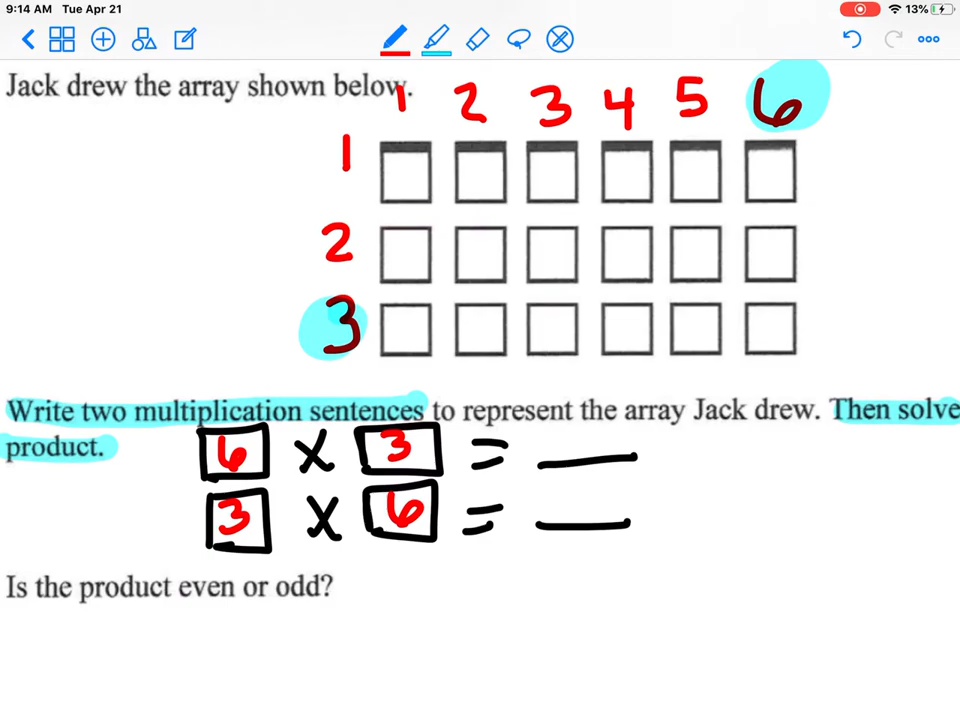 9:14 AM Tue Apr 21 13%
Jack drew the array shown below.
1 2 3 4 5 6
1
2
3
Write two multiplication sentences to represent the array Jack drew. Then solve
product.
6 x 3 = __
3 x 6 = __
Is the product even or odd?